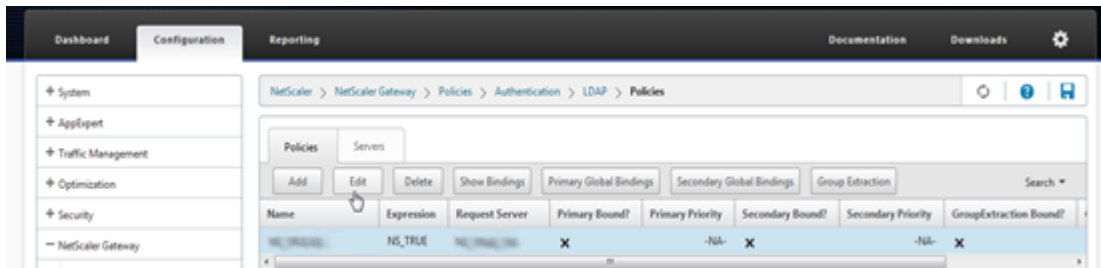 Dashboard Configuration Reporting Documentation Downloads
+ System
NetScaler > NetScaler Gateway > Policies > Authentication > LDAP > Policies
+ AppExpert
+ Traffic Management
Policies Servers
+ Optimization
Add Edit Delete Show Bindings Primary Global Bindings Secondary Global Bindings Group Extraction Search
+ Security
Name Expression Request Server Primary Bound? Primary Priority Secondary Bound? Secondary Priority GroupExtraction Bound?
− NetScaler Gateway
NS_TRUE ✕ -NA- ✕ -NA- ✕